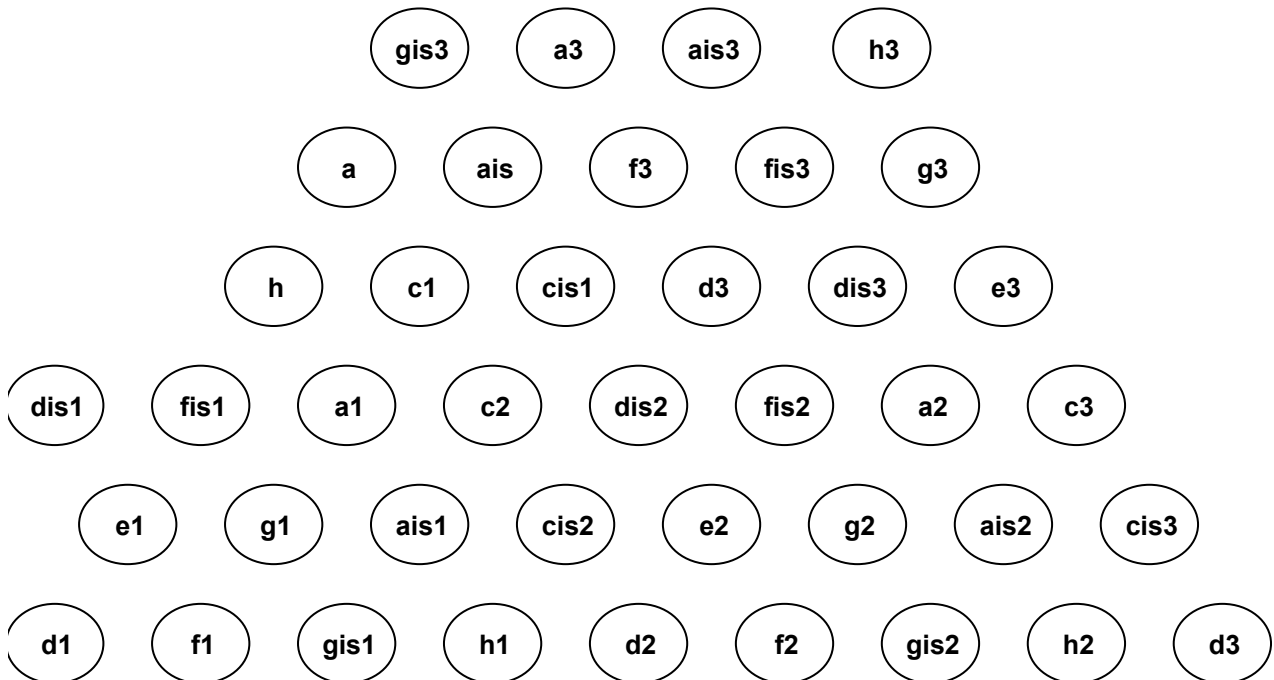 gis3 a3 ais3 h3
a ais f3 fis3 g3
h c1 cis1 d3 dis3 e3
dis1 fis1 a1 c2 dis2 fis2 a2 c3
e1 g1 ais1 cis2 e2 g2 ais2 cis3
d1 f1 gis1 h1 d2 f2 gis2 h2 d3